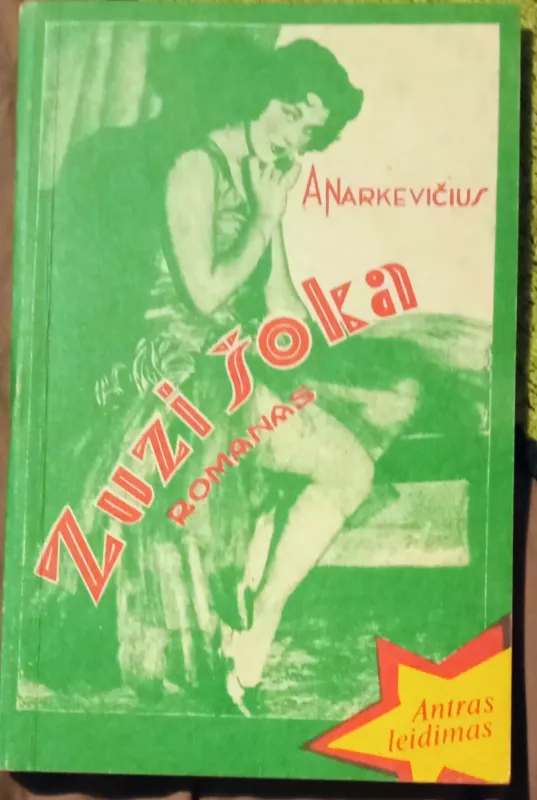 A NARKEVIČIUS
Zuzi šoka
ROMANAS
Antras
leidimas